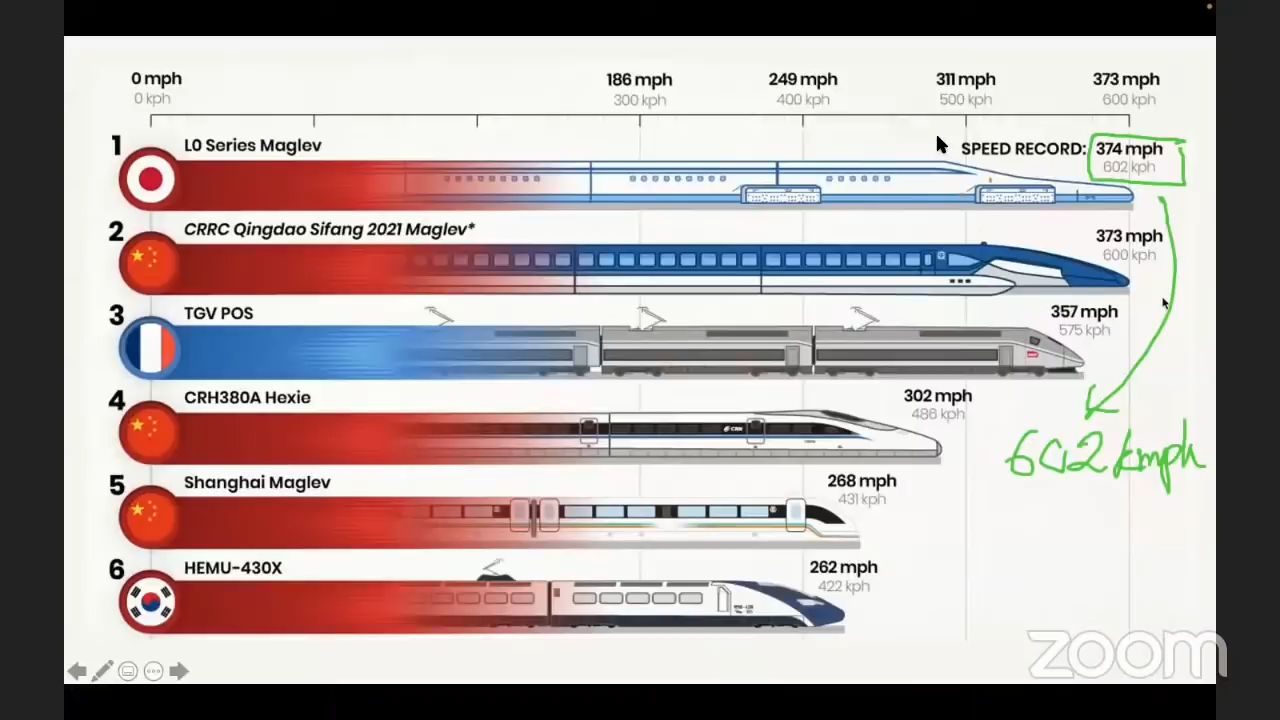 0 mph 186 mph 249 mph 311 mph 373 mph
0 kph 300 kph 400 kph 500 kph 600 kph
1 L0 Series Maglev SPEED RECORD: 374 mph
602 kph
2 CRRC Qingdao Sifang 2021 Maglev* 373 mph
600 kph
3 TGV POS 357 mph
575 kph
4 CRH380A Hexie 302 mph
486 kph
CRH
602 kmph
5 Shanghai Maglev 268 mph
431 kph
6 HEMU-430X 262 mph
422 kph
zoom